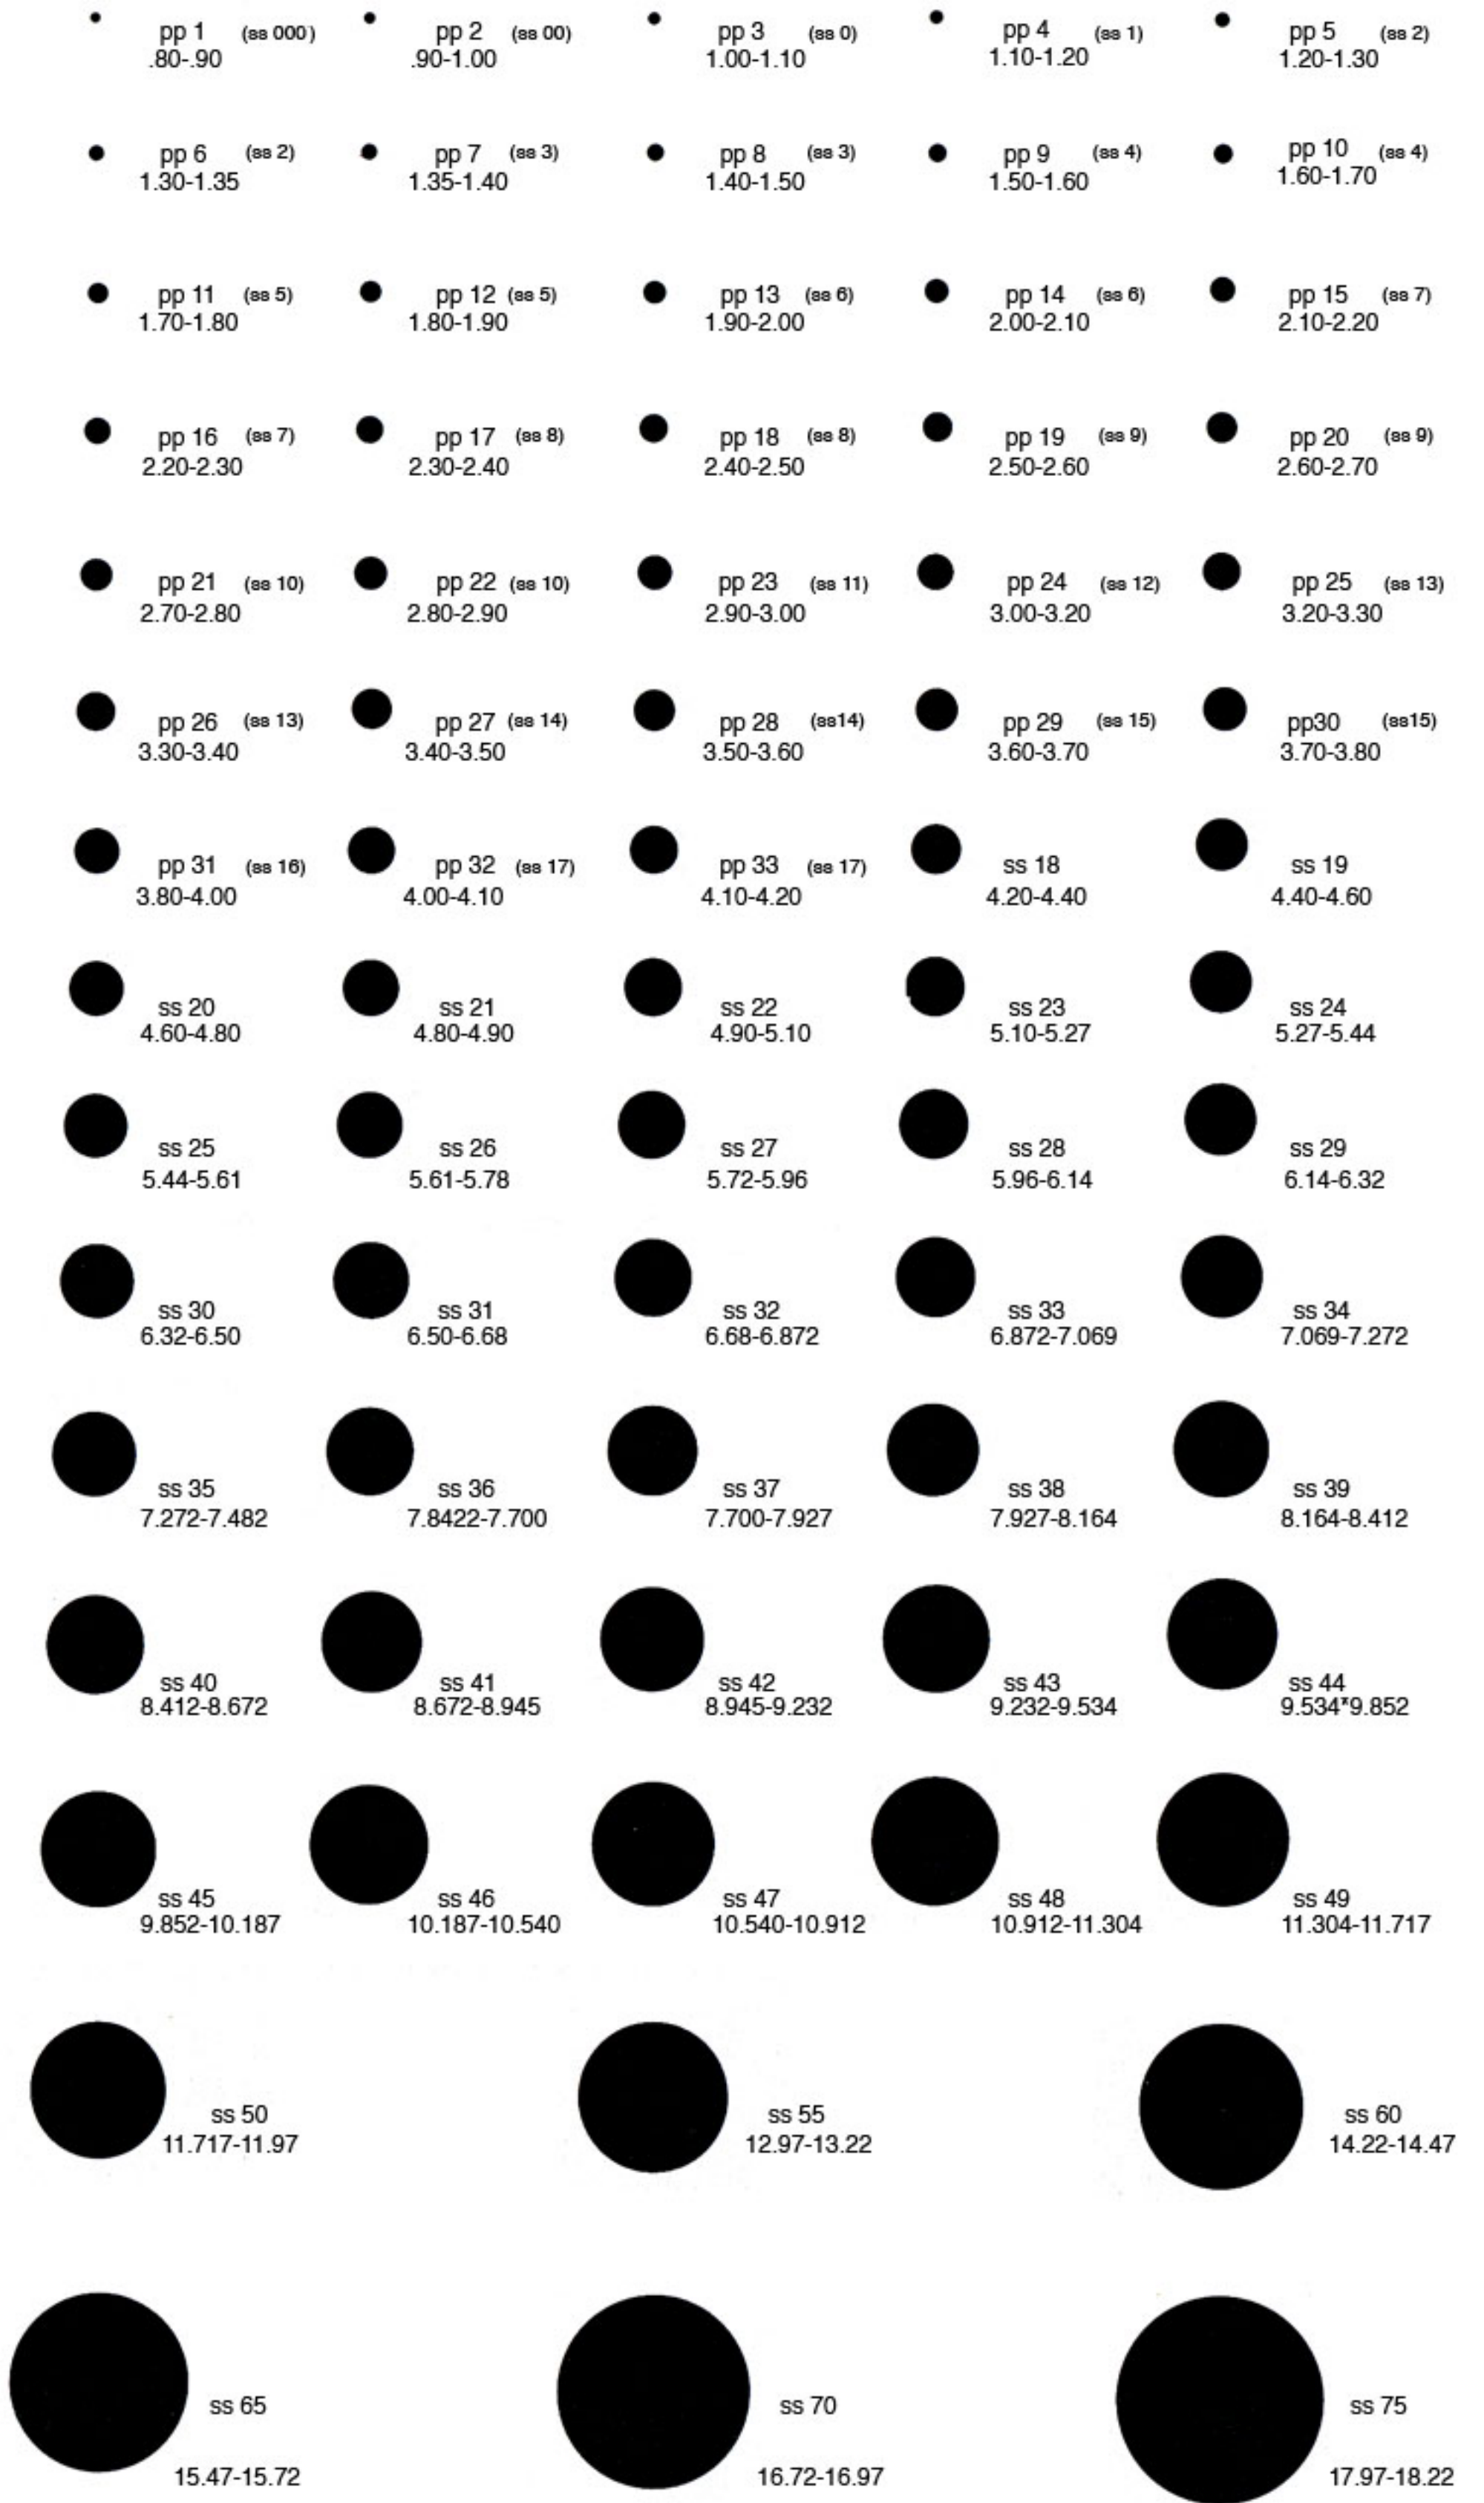 pp 1 (ss 000) pp 2 (ss 00) pp 3 (ss 0) pp 4 (ss 1) pp 5 (ss 2)
.80-.90 .90-1.00 1.00-1.10 1.10-1.20 1.20-1.30
pp 6 (ss 2) pp 7 (ss 3) pp 8 (ss 3) pp 9 (ss 4) pp 10 (ss 4)
1.30-1.35 1.35-1.40 1.40-1.50 1.50-1.60 1.60-1.70
pp 11 (ss 5) pp 12 (ss 5) pp 13 (ss 6) pp 14 (ss 6) pp 15 (ss 7)
1.70-1.80 1.80-1.90 1.90-2.00 2.00-2.10 2.10-2.20
pp 16 (ss 7) pp 17 (ss 8) pp 18 (ss 8) pp 19 (ss 9) pp 20 (ss 9)
2.20-2.30 2.30-2.40 2.40-2.50 2.50-2.60 2.60-2.70
pp 21 (ss 10) pp 22 (ss 10) pp 23 (ss 11) pp 24 (ss 12) pp 25 (ss 13)
2.70-2.80 2.80-2.90 2.90-3.00 3.00-3.20 3.20-3.30
pp 26 (ss 13) pp 27 (ss 14) pp 28 (ss14) pp 29 (ss 15) pp30 (ss15)
3.30-3.40 3.40-3.50 3.50-3.60 3.60-3.70 3.70-3.80
pp 31 (ss 16) pp 32 (ss 17) pp 33 (ss 17) ss 18 ss 19
3.80-4.00 4.00-4.10 4.10-4.20 4.20-4.40 4.40-4.60
ss 20 ss 21 ss 22 ss 23 ss 24
4.60-4.80 4.80-4.90 4.90-5.10 5.10-5.27 5.27-5.44
ss 25 ss 26 ss 27 ss 28 ss 29
5.44-5.61 5.61-5.78 5.72-5.96 5.96-6.14 6.14-6.32
ss 30 ss 31 ss 32 ss 33 ss 34
6.32-6.50 6.50-6.68 6.68-6.872 6.872-7.069 7.069-7.272
ss 35 ss 36 ss 37 ss 38 ss 39
7.272-7.482 7.8422-7.700 7.700-7.927 7.927-8.164 8.164-8.412
ss 40 ss 41 ss 42 ss 43 ss 44
8.412-8.672 8.672-8.945 8.945-9.232 9.232-9.534 9.534*9.852
ss 45 ss 46 ss 47 ss 48 ss 49
9.852-10.187 10.187-10.540 10.540-10.912 10.912-11.304 11.304-11.717
ss 50 ss 55 ss 60
11.717-11.97 12.97-13.22 14.22-14.47
ss 65 ss 70 ss 75
15.47-15.72 16.72-16.97 17.97-18.22